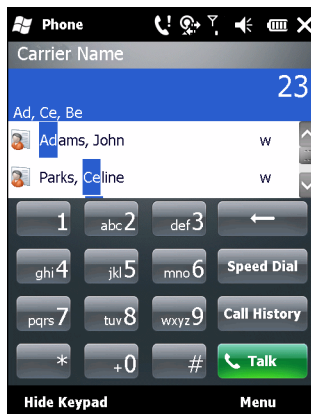 Phone
Carrier Name
23
Ad, Ce, Be
Adams, John w
Parks, Celine w
1 abc2 def3
ghi4 jkl5 mno6 Speed Dial
pqrs7 tuv8 wxyz9 Call History
* +0 # Talk
Hide Keypad Menu